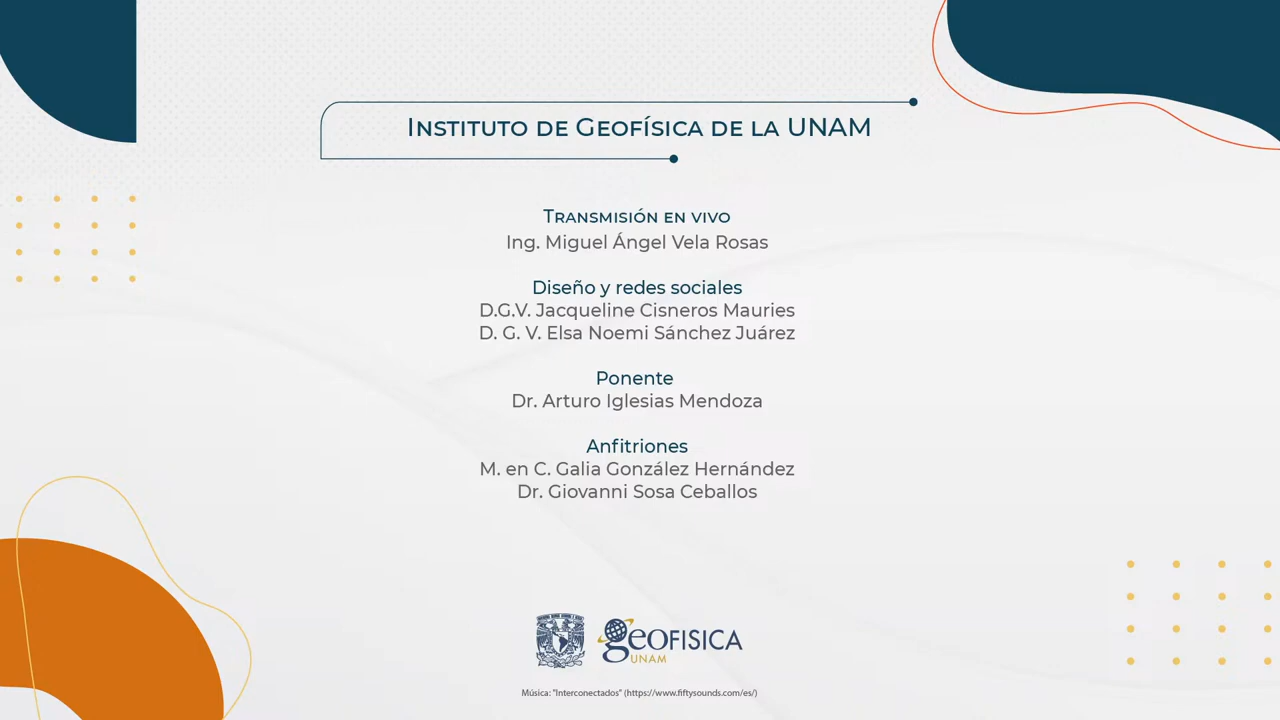 Instituto de Geofísica de la UNAM
Transmisión en vivo
Ing. Miguel Ángel Vela Rosas
Diseño y redes sociales
D.G.V. Jacqueline Cisneros Mauries
D. G. V. Elsa Noemi Sánchez Juárez
Ponente
Dr. Arturo Iglesias Mendoza
Anfitriones
M. en C. Galia González Hernández
Dr. Giovanni Sosa Ceballos
geOFISICA
UNAM
Música: "Interconectados" (https://www.fiftysounds.com/es/)